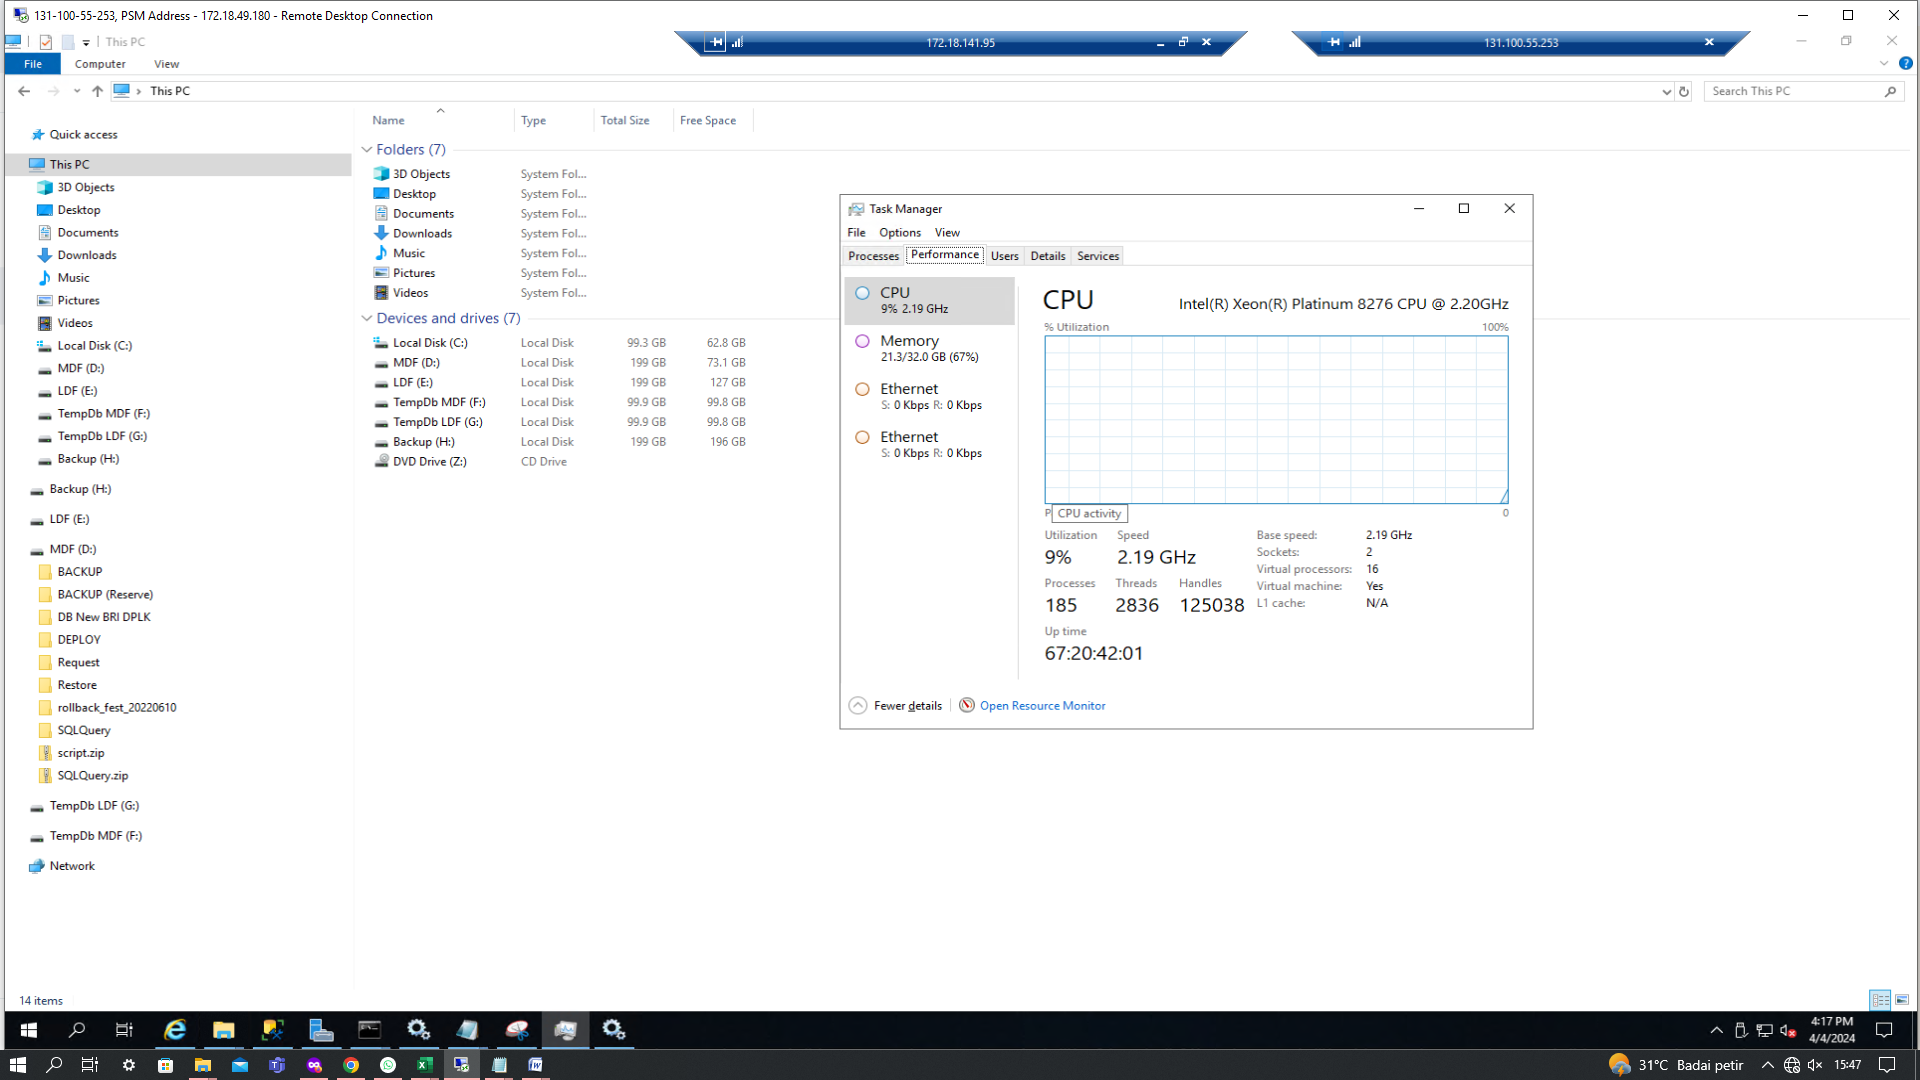 131-100-55-253, PSM Address - 172.18.49.180 - Remote Desktop Connection
This PC
172.18.141.95
131.100.55.253
File
Computer
View
This PC
Search This PC
Quick access
This PC
3D Objects
Desktop
Documents
Downloads
Music
Pictures
Videos
Local Disk (C:)
MDF (D:)
LDF (E:)
TempDb MDF (F:)
TempDb LDF (G:)
Backup (H:)
Backup (H:)
LDF (E:)
MDF (D:)
BACKUP
BACKUP (Reserve)
DB New BRI DPLK
DEPLOY
Request
Restore
rollback_fest_20220610
SQLQuery
script.zip
SQLQuery.zip
TempDb LDF (G:)
TempDb MDF (F:)
Network
Name Type Total Size Free Space
Folders (7)
3D Objects System Fol...
Desktop System Fol...
Documents System Fol...
Downloads System Fol...
Music System Fol...
Pictures System Fol...
Videos System Fol...
Devices and drives (7)
Local Disk (C:) Local Disk 99.3 GB 62.8 GB
MDF (D:) Local Disk 199 GB 73.1 GB
LDF (E:) Local Disk 199 GB 127 GB
TempDb MDF (F:) Local Disk 99.9 GB 99.8 GB
TempDb LDF (G:) Local Disk 99.9 GB 99.8 GB
Backup (H:) Local Disk 199 GB 196 GB
DVD Drive (Z:) CD Drive
Task Manager
File Options View
Processes Performance Users Details Services
CPU
9% 2.19 GHz
Memory
21.3/32.0 GB (67%)
Ethernet
S: 0 Kbps R: 0 Kbps
Ethernet
S: 0 Kbps R: 0 Kbps
CPU Intel(R) Xeon(R) Platinum 8276 CPU @ 2.20GHz
% Utilization 100%
CPU activity 0
Utilization Speed
9% 2.19 GHz
Processes Threads Handles
185 2836 125038
Up time
67:20:42:01
Base speed: 2.19 GHz
Sockets: 2
Virtual processors: 16
Virtual machine: Yes
L1 cache: N/A
Fewer details Open Resource Monitor
14 items
4:17 PM
4/4/2024
31°C Badai petir 15:47